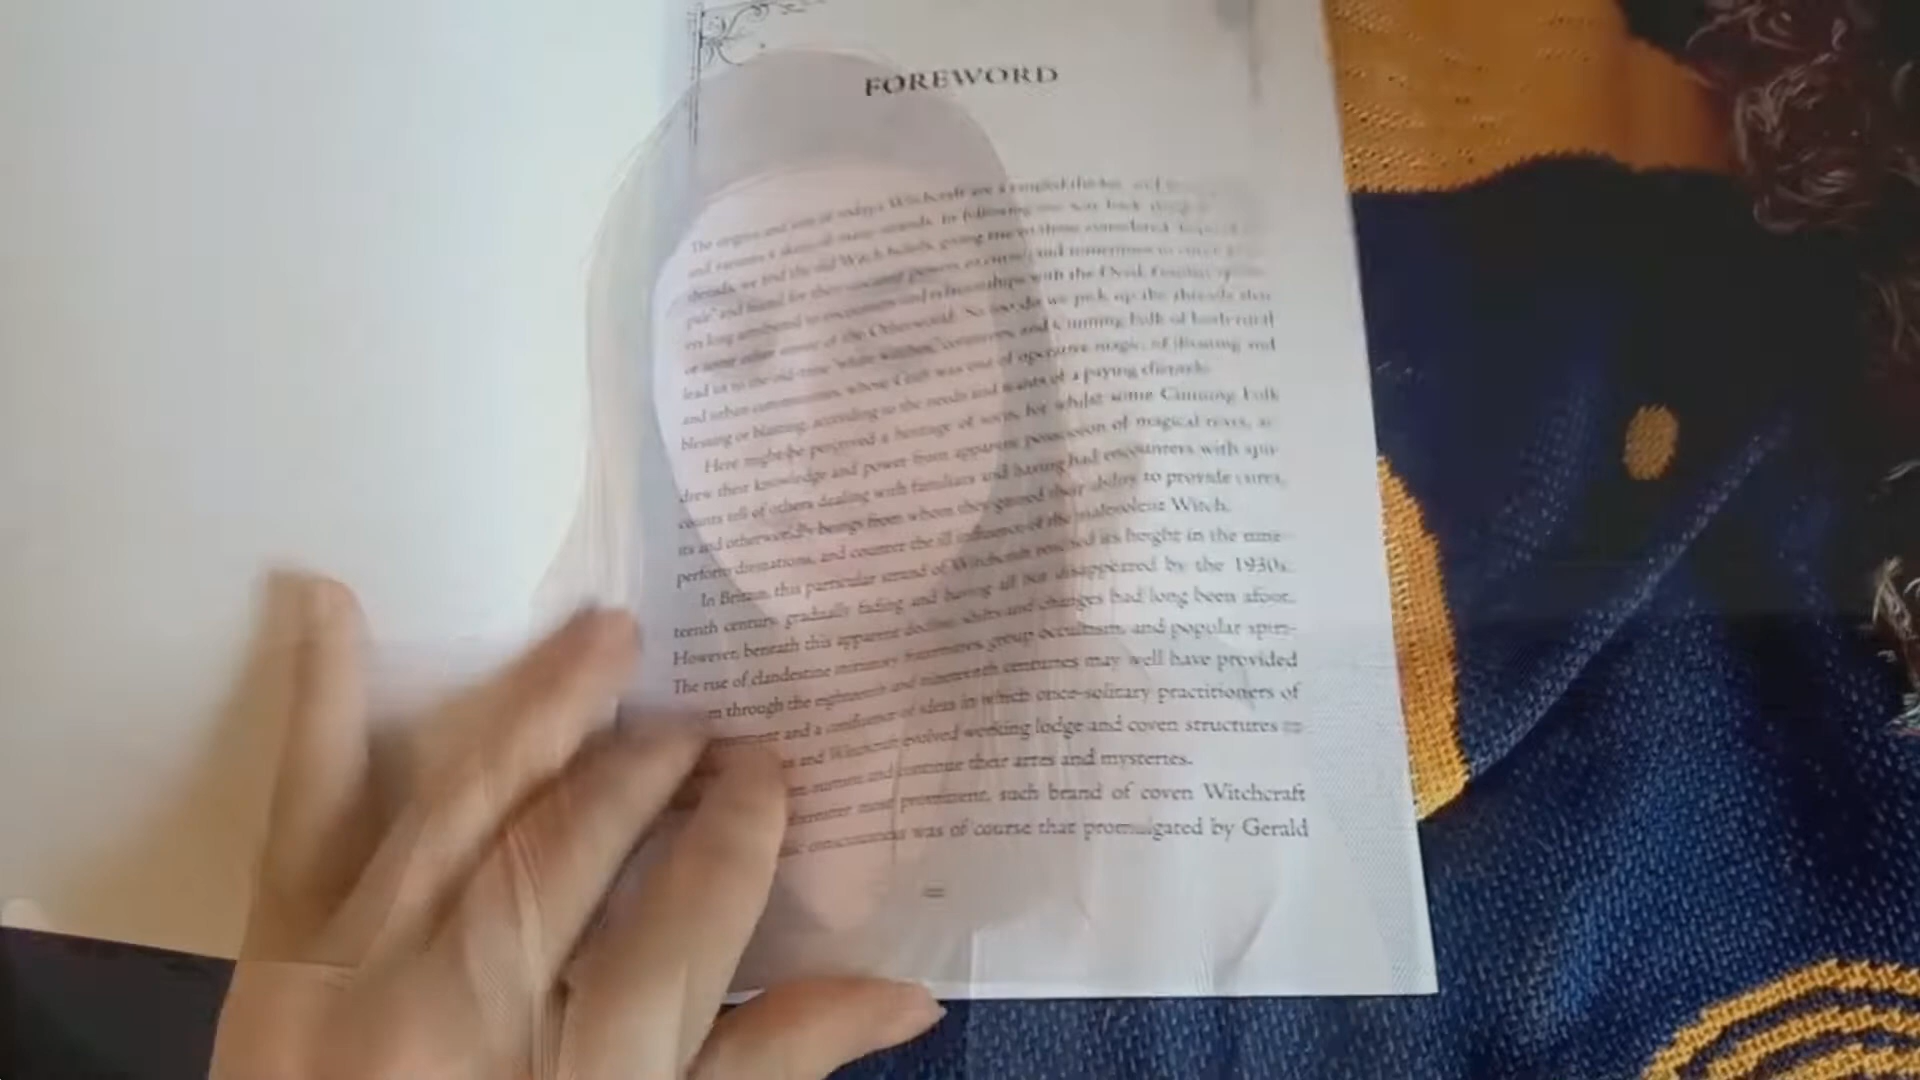 FOREWORD
The origins and of today's Witchcraft are a tangled
and many strands. In following one way back
threads, we find the old Witch beliefs, giving rise to those considered
and feared for their powers to curse, and sometimes to cure,
ers long attributed to encounters and relationships with the Devil, Familiar
or some other of the Otherworld. So too do we pick up the threads that
lead us to the old-time "white witches," conjurers, and Cunning Folk of both rural
and urban communities, whose Craft was one of operative magic, of divining and
blessing or blasting, according to the needs and wants of a paying clientele.
Here might be perceived a heritage of sorts, for whilst some Cunning Folk
drew their knowledge and power from apparent possession of magical texts, ac-
counts tell of others dealing with familiars and having had encounters with spir-
its and otherworldly beings from whom they gained their ability to provide cures,
perform divinations, and counter the ill influence of the malevolent Witch.
In Britain, this particular strand of Witchcraft reached its height in the nine-
teenth century, gradually fading and having all but disappeared by the 1930s.
However, beneath this apparent decline, shifts and changes had long been afoot.
The rise of clandestine fraternities, group occultism, and popular spiri-
m through the eighteenth and nineteenth centuries may well have provided
and a confluence of ideas in which once-solitary practitioners of
and Witchcraft evolved working lodge and coven structures
and continue their artes and mysteries.
most prominent, such brand of coven Witchcraft
was of course that promulgated by Gerald